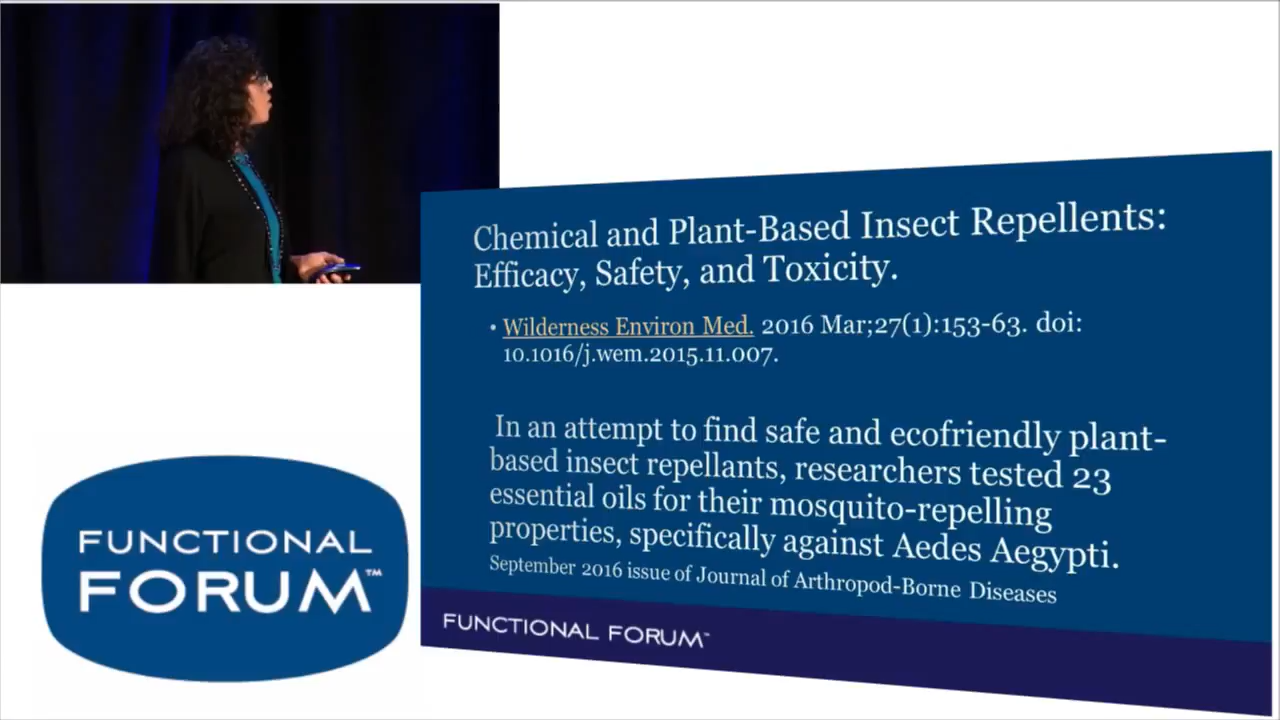 Chemical and Plant-Based Insect Repellents:
Efficacy, Safety, and Toxicity.
• Wilderness Environ Med. 2016 Mar;27(1):153-63. doi:
10.1016/j.wem.2015.11.007.
In an attempt to find safe and ecofriendly plant-
based insect repellants, researchers tested 23
essential oils for their mosquito-repelling
properties, specifically against Aedes Aegypti.
September 2016 issue of Journal of Arthropod-Borne Diseases
FUNCTIONAL FORUM™
FUNCTIONAL
FORUM™